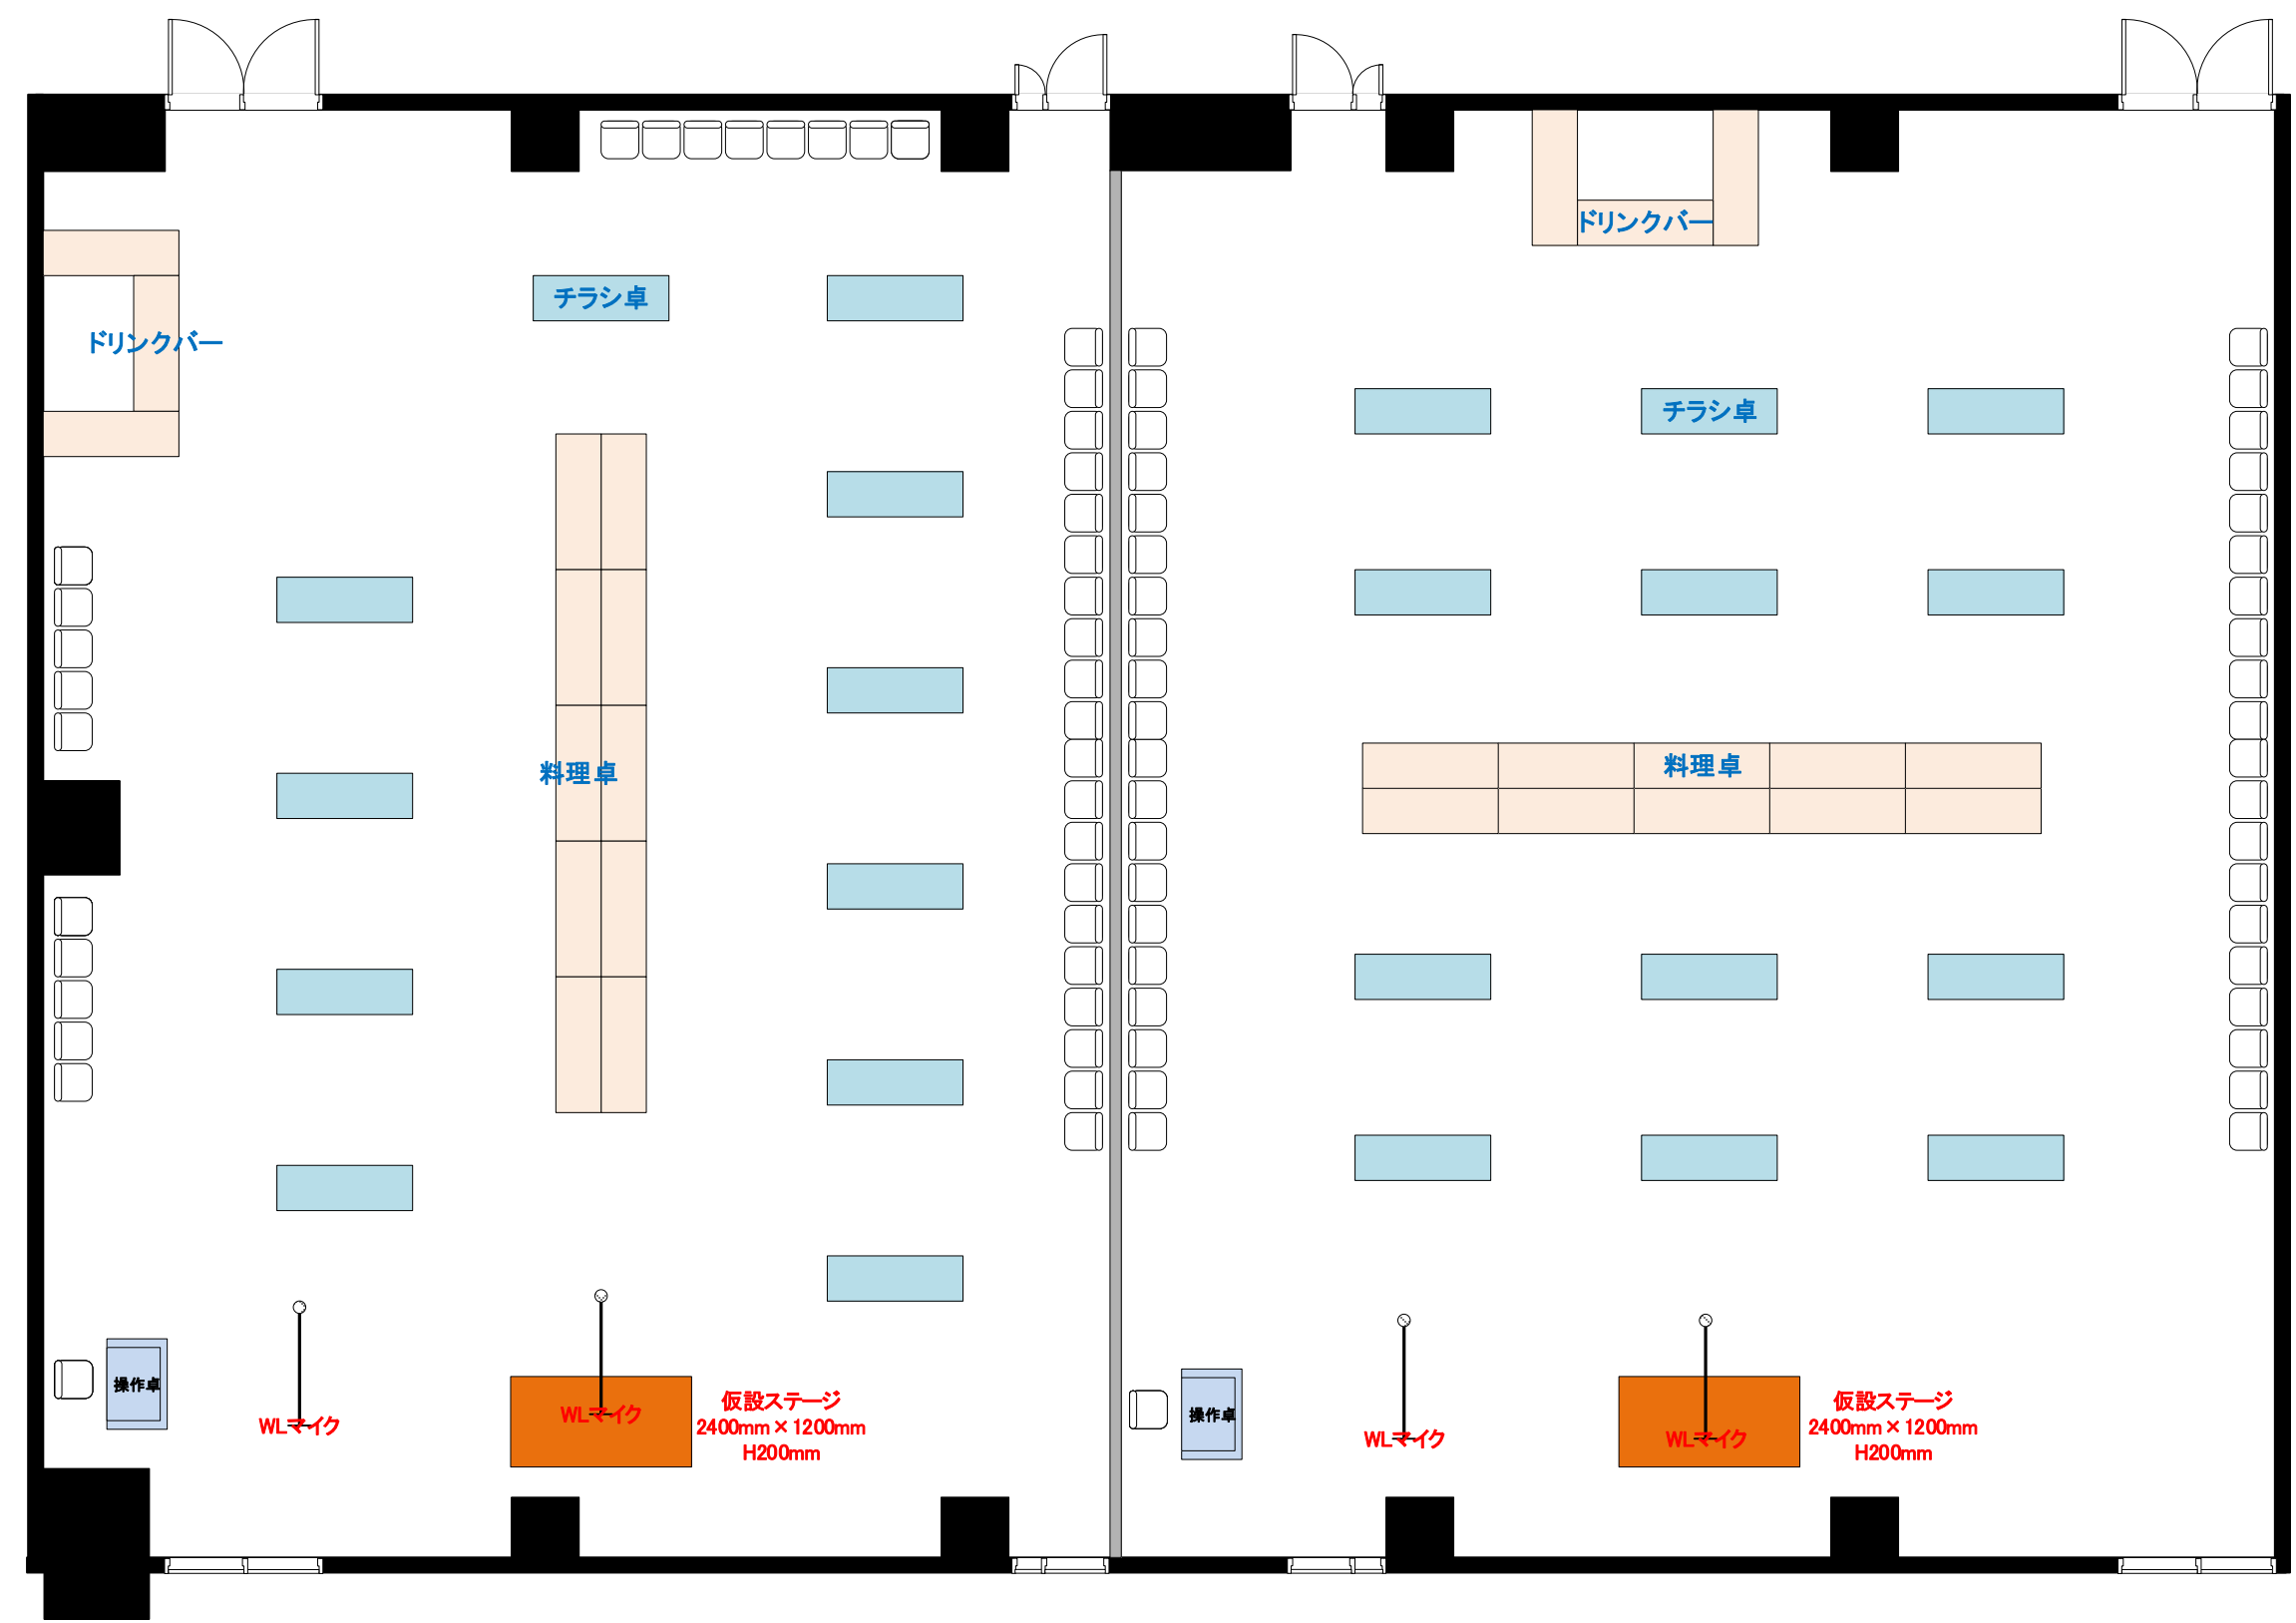 ドリンクバー
チラシ卓
料理卓
操作卓
WLマイク
WLマイク
仮設ステージ
2400mm×1200mm
H200mm
ドリンクバー
チラシ卓
料理卓
操作卓
WLマイク
WLマイク
仮設ステージ
2400mm×1200mm
H200mm